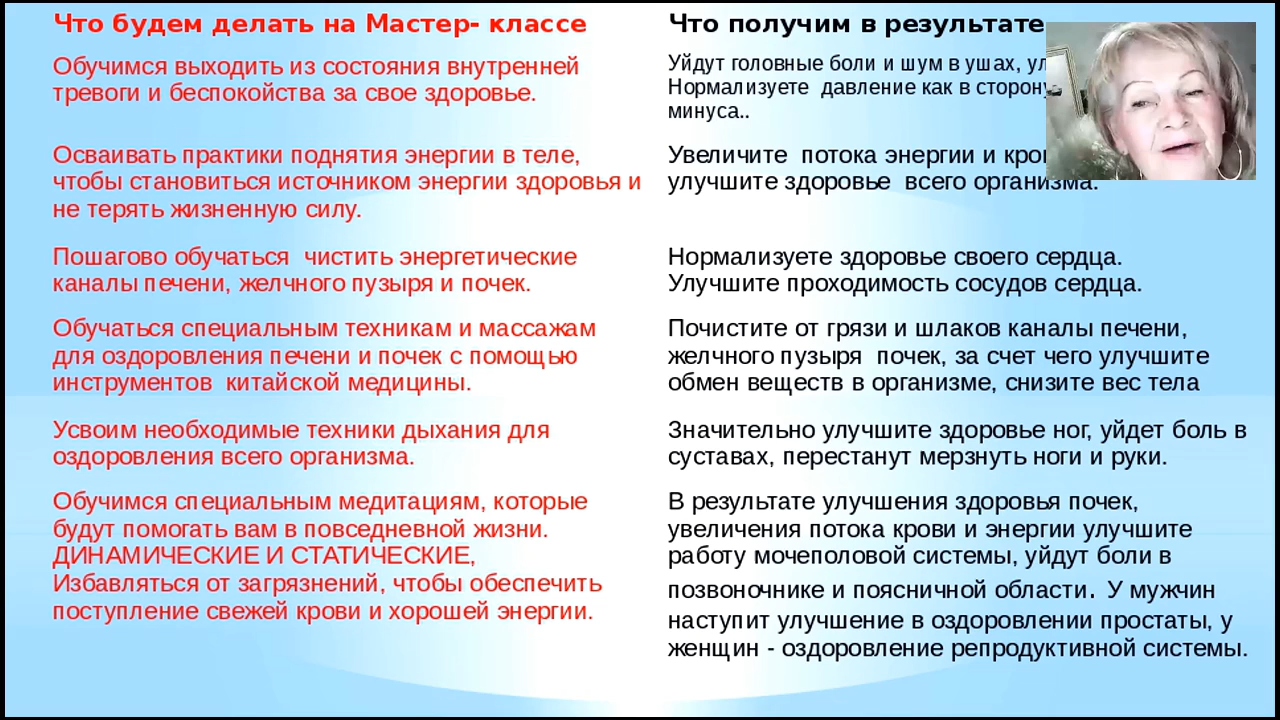 Что будем делать на Мастер- классе
Обучимся выходить из состояния внутренней
тревоги и беспокойства за свое здоровье.
Осваивать практики поднятия энергии в теле,
чтобы становиться источником энергии здоровья и
не терять жизненную силу.
Пошагово обучаться  чистить энергетические
каналы печени, желчного пузыря и почек.
Обучаться специальным техникам и массажам
для оздоровления печени и почек с помощью
инструментов  китайской медицины.
Усвоим необходимые техники дыхания для
оздоровления всего организма.
Обучимся специальным медитациям, которые
будут помогать вам в повседневной жизни.
ДИНАМИЧЕСКИЕ И СТАТИЧЕСКИЕ,
Избавляться от загрязнений, чтобы обеспечить
поступление свежей крови и хорошей энергии.
Что получим в результате
Уйдут головные боли и шум в ушах,
Нормализуете  давление как в
минуса..
Увеличите  потока энергии и
улучшите здоровье  всего организма.
Нормализуете здоровье своего сердца.
Улучшите проходимость сосудов сердца.
Почистите от грязи и шлаков каналы печени,
желчного пузыря  почек, за счет чего улучшите
обмен веществ в организме, снизите вес тела
Значительно улучшите здоровье ног, уйдет боль в
суставах, перестанут мерзнуть ноги и руки.
В результате улучшения здоровья почек,
увеличения потока крови и энергии улучшите
работу мочеполовой системы, уйдут боли в
позвоночнике и поясничной области. У мужчин
наступит улучшение в оздоровлении простаты, у
женщин - оздоровление репродуктивной системы.